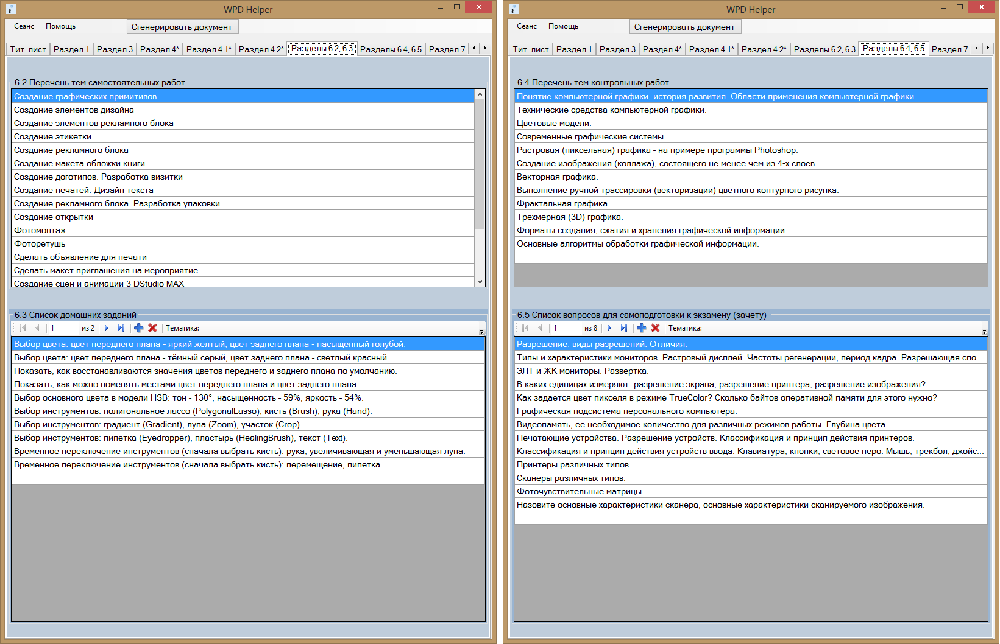 WPD Helper
Сеанс Помощь Сгенерировать документ
Тит. лист Раздел 1 Раздел 3 Раздел 4* Раздел 4.1* Раздел 4.2* Разделы 6.2, 6.3 Разделы 6.4, 6.5 Раздел 7.
6.2 Перечень тем самостоятельных работ
Создание графических примитивов
Создание элементов дизайна
Создание элементов рекламного блока
Создание этикетки
Создание рекламного блока
Создание макета обложки книги
Создание доготипов. Разработка визитки
Создание печатей. Дизайн текста
Создание рекламного блока. Разработка упаковки
Создание открытки
Фотомонтаж
Фоторетушь
Сделать объявление для печати
Сделать макет приглашения на мероприятие
Создание сцен и анимации 3 DStudio MAX
6.3 Список домашних заданий
1 из 2 Тематика:
Выбор цвета: цвет переднего плана - яркий желтый, цвет заднего плана - насыщенный голубой.
Выбор цвета: цвет переднего плана - тёмный серый, цвет заднего плана - светлый красный.
Показать, как восстанавливаются значения цветов переднего и заднего плана по умолчанию.
Показать, как можно поменять местами цвет переднего плана и цвет заднего плана.
Выбор основного цвета в модели HSB: тон - 130°, насыщенность - 59%, яркость - 54%.
Выбор инструментов: полигональное лассо (PolygonalLasso), кисть (Brush), рука (Hand).
Выбор инструментов: градиент (Gradient), лупа (Zoom), участок (Crop).
Выбор инструментов: пипетка (Eyedropper), пластырь (HealingBrush), текст (Text).
Временное переключение инструментов (сначала выбрать кисть): рука, увеличивающая и уменьшающая лупа.
Временное переключение инструментов (сначала выбрать кисть): перемещение, пипетка.
WPD Helper
Сеанс Помощь Сгенерировать документ
Тит. лист Раздел 1 Раздел 3 Раздел 4* Раздел 4.1* Раздел 4.2* Разделы 6.2, 6.3 Разделы 6.4, 6.5 Раздел 7.
6.4 Перечень тем контрольных работ
Понятие компьютерной графики, история развития. Области применения компьютерной графики.
Технические средства компьютерной графики.
Цветовые модели.
Современные графические системы.
Растровая (пиксельная) графика - на примере программы Photoshop.
Создание изображения (коллажа), состоящего не менее чем из 4-х слоев.
Векторная графика.
Выполнение ручной трассировки (векторизации) цветного контурного рисунка.
Фрактальная графика.
Трехмерная (3D) графика.
Форматы создания, сжатия и хранения графической информации.
Основные алгоритмы обработки графической информации.
6.5 Список вопросов для самоподготовки к экзамену (зачету)
1 из 8 Тематика:
Разрешение: виды разрешений. Отличия.
Типы и характеристики мониторов. Растровый дисплей. Частоты регенерации, период кадра. Разрешающая спо...
ЭЛТ и ЖК мониторы. Развертка.
В каких единицах измеряют: разрешение экрана, разрешение принтера, разрешение изображения?
Как задается цвет пикселя в режиме TrueColor? Сколько байтов оперативной памяти для этого нужно?
Графическая подсистема персонального компьютера.
Видеопамять, ее необходимое количество для различных режимов работы. Глубина цвета.
Печатающие устройства. Разрешение устройств. Классификация и принцип действия принтеров.
Классификация и принцип действия устройств ввода. Клавиатура, кнопки, световое перо. Мышь, трекбол, джойс...
Принтеры различных типов.
Сканеры различных типов.
Фоточувствительные матрицы.
Назовите основные характеристики сканера, основные характеристики сканируемого изображения.